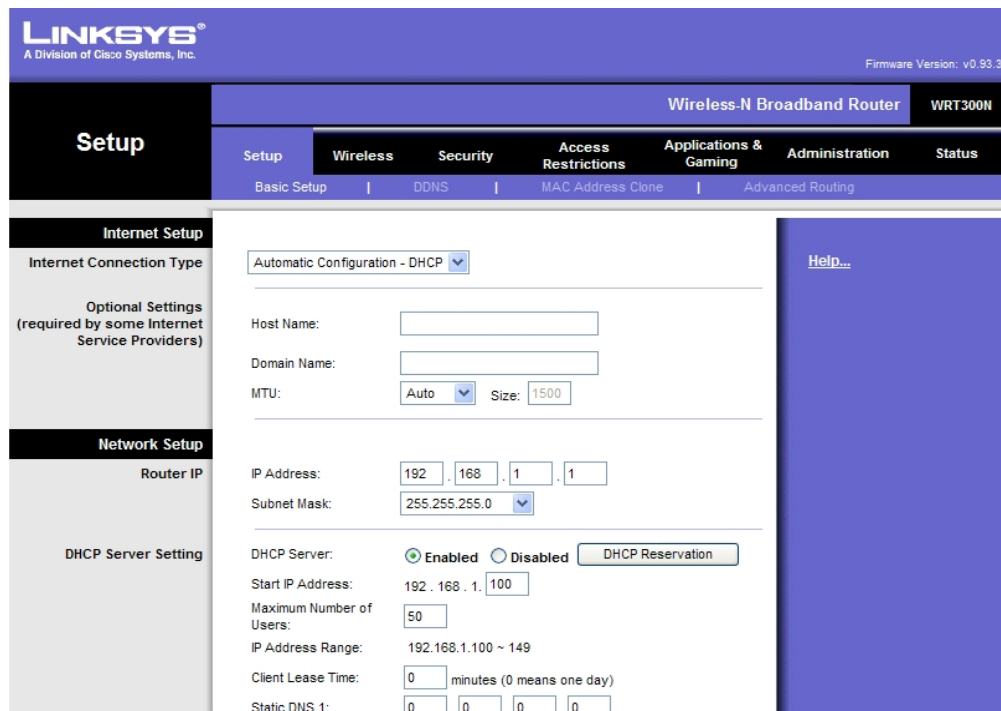 LINKSYS®
A Division of Cisco Systems, Inc.
Firmware Version: v0.93.3
Wireless-N Broadband Router WRT300N
Setup
Setup Wireless Security Access Restrictions Applications & Gaming Administration Status
Basic Setup | DDNS | MAC Address Clone | Advanced Routing
Internet Setup
Internet Connection Type Automatic Configuration - DHCP Help...
Optional Settings
(required by some Internet
Service Providers)
Host Name:
Domain Name:
MTU: Auto Size: 1500
Network Setup
Router IP IP Address: 192 . 168 . 1 . 1
Subnet Mask: 255.255.255.0
DHCP Server Setting DHCP Server: Enabled Disabled DHCP Reservation
Start IP Address: 192 . 168 . 1. 100
Maximum Number of
Users: 50
IP Address Range: 192.168.1.100 ~ 149
Client Lease Time: 0 minutes (0 means one day)
Static DNS 1: 0 . 0 . 0 . 0